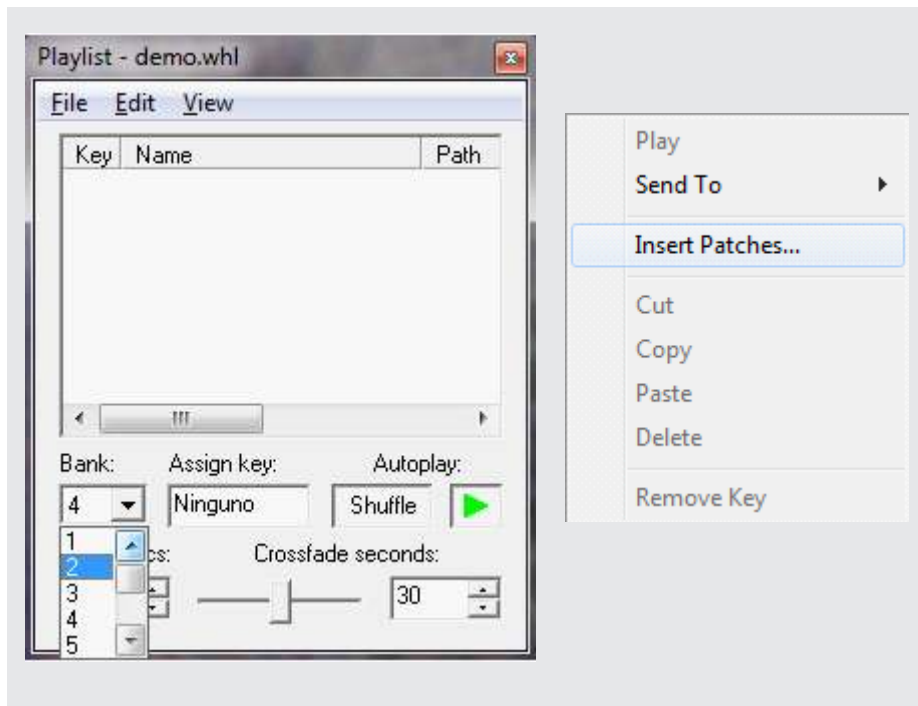 Playlist - demo.whl
File Edit View
Key Name Path
Bank: Assign key: Autoplay:
4 Ninguno Shuffle
1
2
3
4
5
cs: Crossfade seconds:
30
Play
Send To
Insert Patches...
Cut
Copy
Paste
Delete
Remove Key